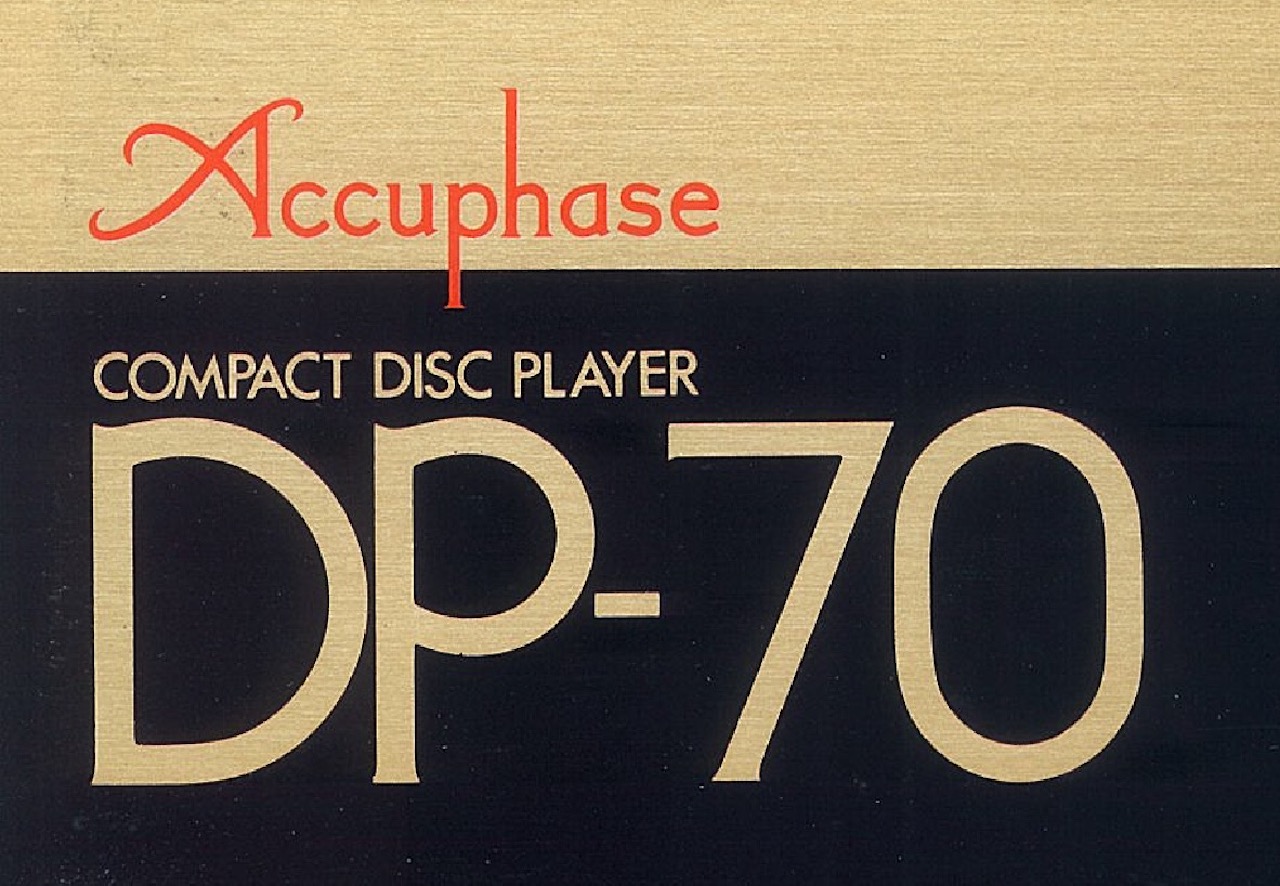 Accuphase
COMPACT DISC PLAYER
DP-70